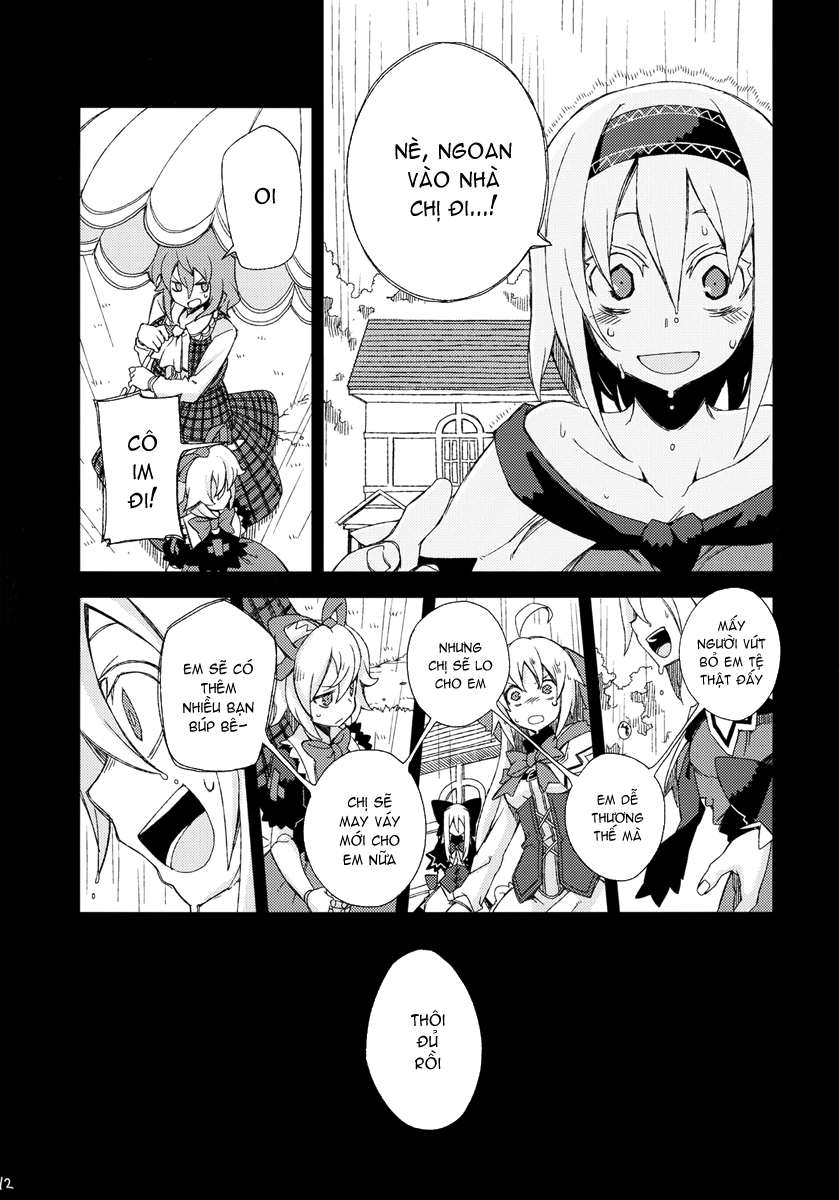 NÈ, NGOAN
VÀO NHÀ
CHỊ ĐI...!
OI
CÔ
IM
ĐI!
MẤY
NGƯỜI VỨT
BỎ EM TỆ
THẬT ĐẤY
EM DỄ
THƯƠNG
THẾ MÀ
NHƯNG
CHỊ SẼ LO
CHO EM
CHỊ SẼ
MAY VÁY
MỚI CHO
EM NỮA
EM SẼ CÓ
THÊM
NHIỀU BẠN
BÚP BÊ-
THÔI
ĐỦ
RỒI
12